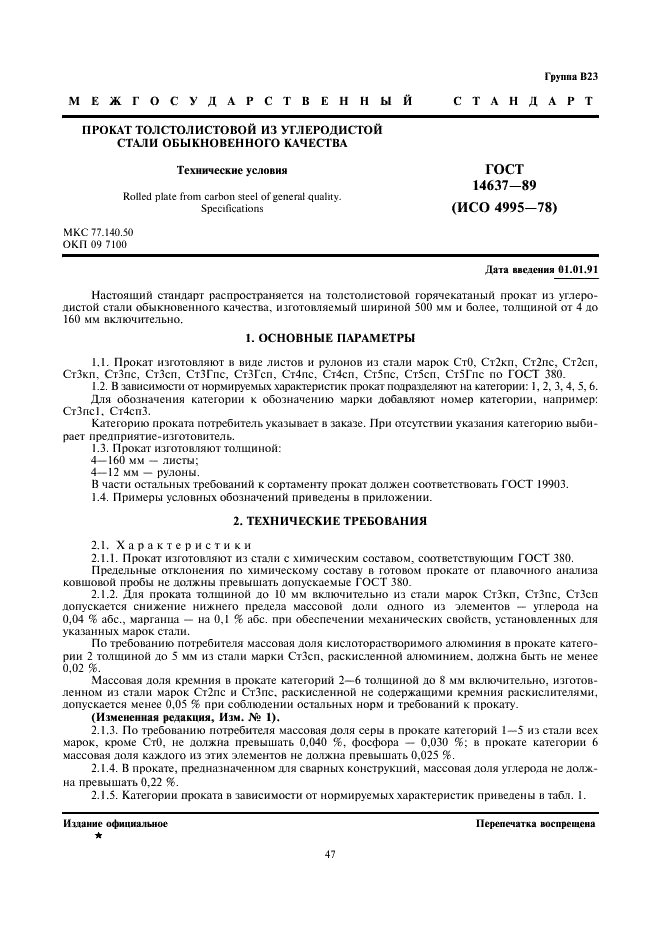 Группа В23
МЕЖГОСУДАРСТВЕННЫЙ СТАНДАРТ
ПРОКАТ ТОЛСТОЛИСТОВОЙ ИЗ УГЛЕРОДИСТОЙ
СТАЛИ ОБЫКНОВЕННОГО КАЧЕСТВА
Технические условия
Rolled plate from carbon steel of general quality.
Specifications
ГОСТ
14637—89
(ИСО 4995—78)
МКС 77.140.50
ОКП 09 7100
Дата введения 01.01.91
Настоящий стандарт распространяется на толстолистовой горячекатаный прокат из углеро-
дистой стали обыкновенного качества, изготовляемый шириной 500 мм и более, толщиной от 4 до
160 мм включительно.
1. ОСНОВНЫЕ ПАРАМЕТРЫ
1.1. Прокат изготовляют в виде листов и рулонов из стали марок Ст0, Ст2кп, Ст2пс, Ст2сп,
Ст3кп, Ст3пс, Ст3сп, Ст3Гпс, Ст3Гсп, Ст4пс, Ст4сп, Ст5пс, Ст5сп, Ст5Гпс по ГОСТ 380.
1.2. В зависимости от нормируемых характеристик прокат подразделяют на категории: 1, 2, 3, 4, 5, 6.
Для обозначения категории к обозначению марки добавляют номер категории, например:
Ст3пс1, Ст4сп3.
Категорию проката потребитель указывает в заказе. При отсутствии указания категорию выби-
рает предприятие-изготовитель.
1.3. Прокат изготовляют толщиной:
4—160 мм — листы;
4—12 мм — рулоны.
В части остальных требований к сортаменту прокат должен соответствовать ГОСТ 19903.
1.4. Примеры условных обозначений приведены в приложении.
2. ТЕХНИЧЕСКИЕ ТРЕБОВАНИЯ
2.1. Характеристики
2.1.1. Прокат изготовляют из стали с химическим составом, соответствующим ГОСТ 380.
Предельные отклонения по химическому составу в готовом прокате от плавочного анализа
ковшовой пробы не должны превышать допускаемые ГОСТ 380.
2.1.2. Для проката толщиной до 10 мм включительно из стали марок Ст3кп, Ст3пс, Ст3сп
допускается снижение нижнего предела массовой доли одного из элементов — углерода на
0,04 % абс., марганца — на 0,1 % абс. при обеспечении механических свойств, установленных для
указанных марок стали.
По требованию потребителя массовая доля кислоторастворимого алюминия в прокате катего-
рии 2 толщиной до 5 мм из стали марки Ст3сп, раскисленной алюминием, должна быть не менее
0,02 %.
Массовая доля кремния в прокате категорий 2—6 толщиной до 8 мм включительно, изготов-
ленном из стали марок Ст2пс и Ст3пс, раскисленной не содержащими кремния раскислителями,
допускается менее 0,05 % при соблюдении остальных норм и требований к прокату.
(Измененная редакция, Изм. № 1).
2.1.3. По требованию потребителя массовая доля серы в прокате категорий 1—5 из стали всех
марок, кроме Ст0, не должна превышать 0,040 %, фосфора — 0,030 %; в прокате категории 6
массовая доля каждого из этих элементов не должна превышать 0,025 %.
2.1.4. В прокате, предназначенном для сварных конструкций, массовая доля углерода не долж-
на превышать 0,22 %.
2.1.5. Категории проката в зависимости от нормируемых характеристик приведены в табл. 1.
Издание официальное
Перепечатка воспрещена
★
47